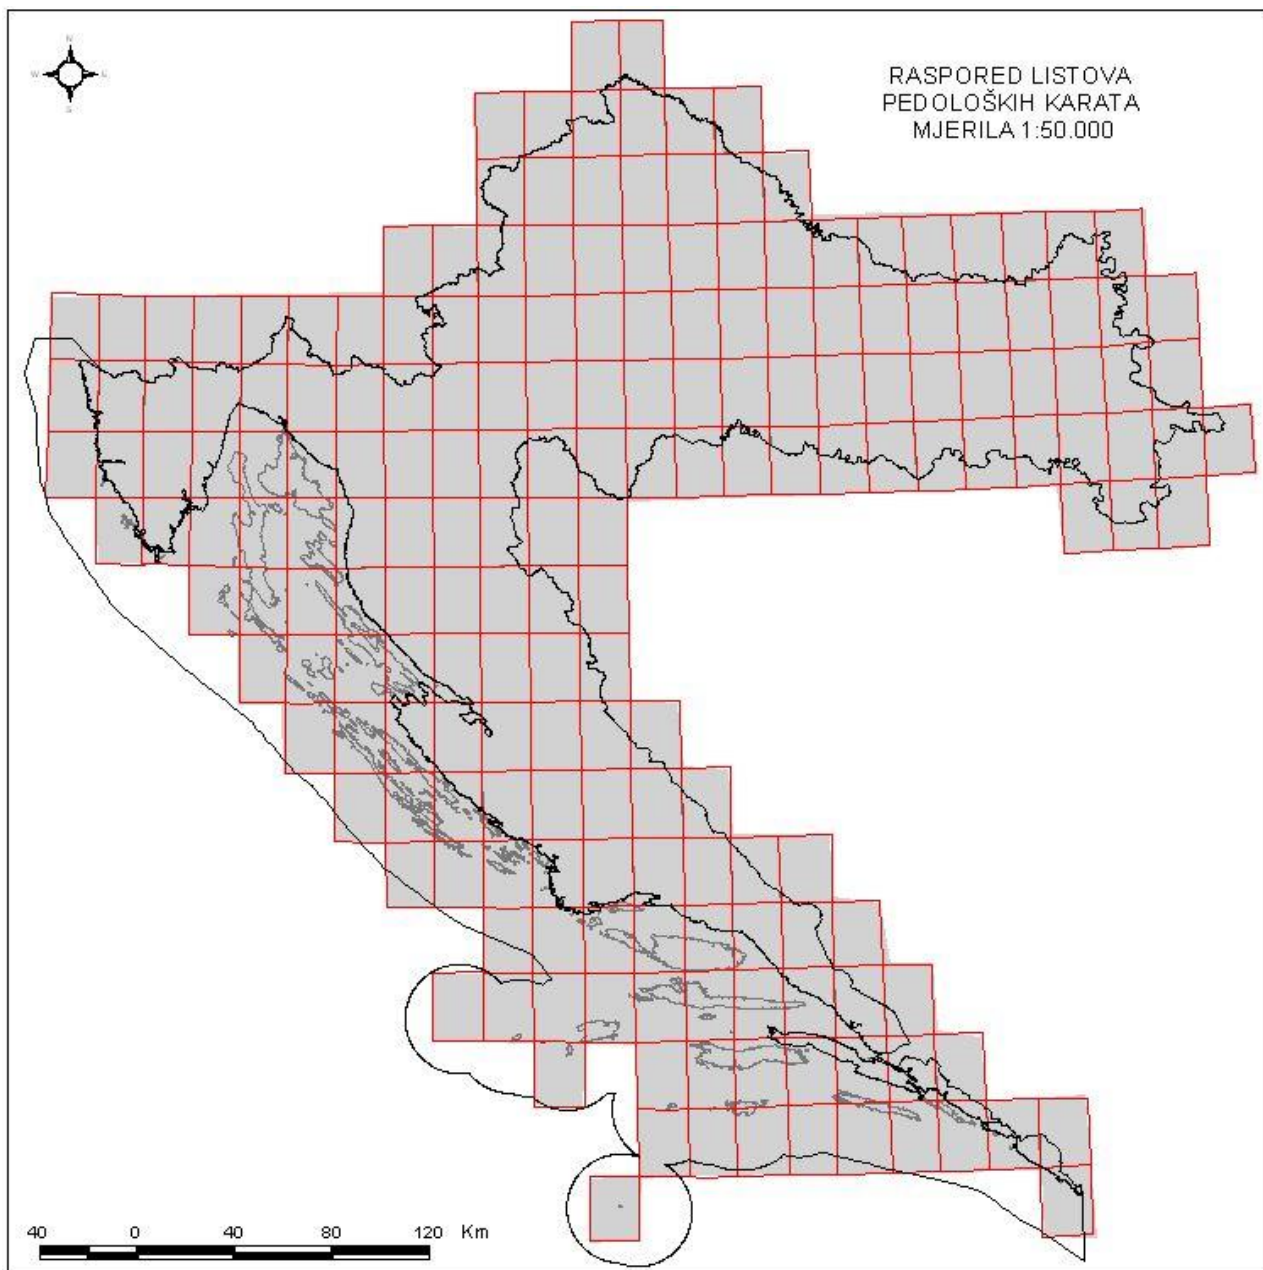 N
W E
S
RASPORED LISTOVA
PEDOLOŠKIH KARATA
MJERILA 1:50.000
40 0 40 80 120 Km